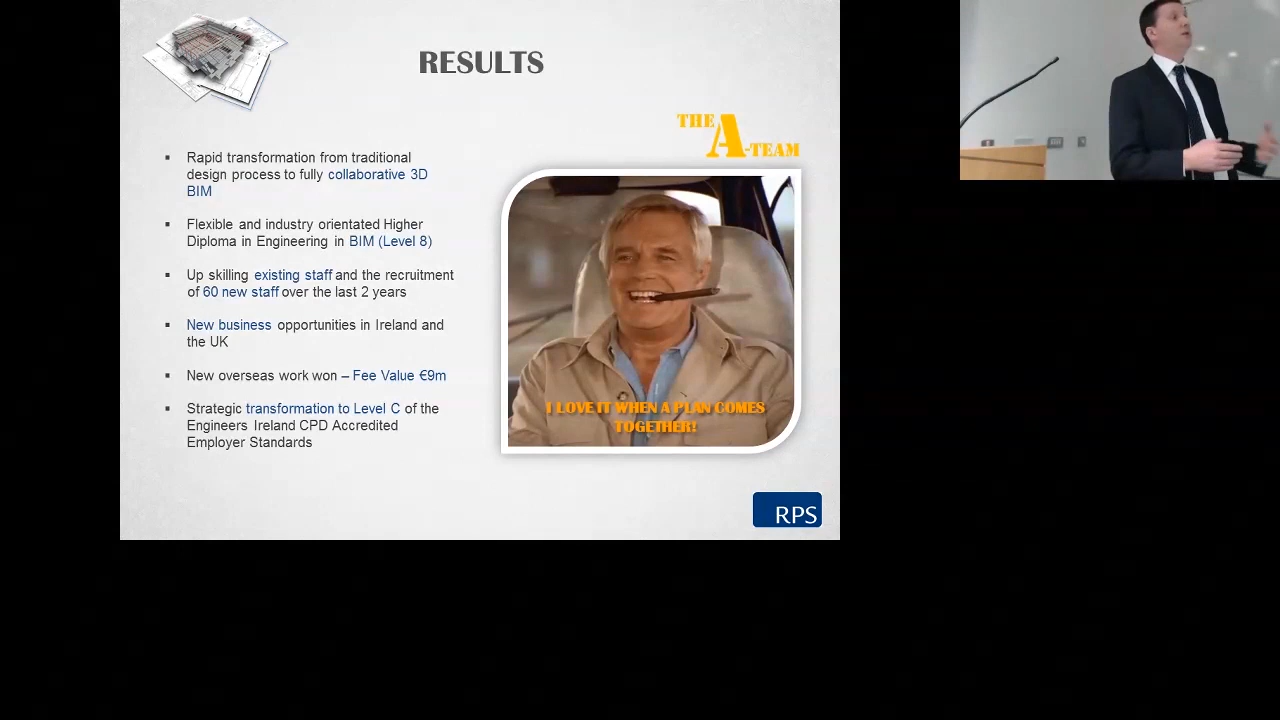 RESULTS
THE
A-TEAM
Rapid transformation from traditional
design process to fully collaborative 3D
BIM
Flexible and industry orientated Higher
Diploma in Engineering in BIM (Level 8)
Up skilling existing staff and the recruitment
of 60 new staff over the last 2 years
New business opportunities in Ireland and
the UK
New overseas work won – Fee Value €9m
Strategic transformation to Level C of the
Engineers Ireland CPD Accredited
Employer Standards
I LOVE IT WHEN A PLAN COMES
TOGETHER!
RPS